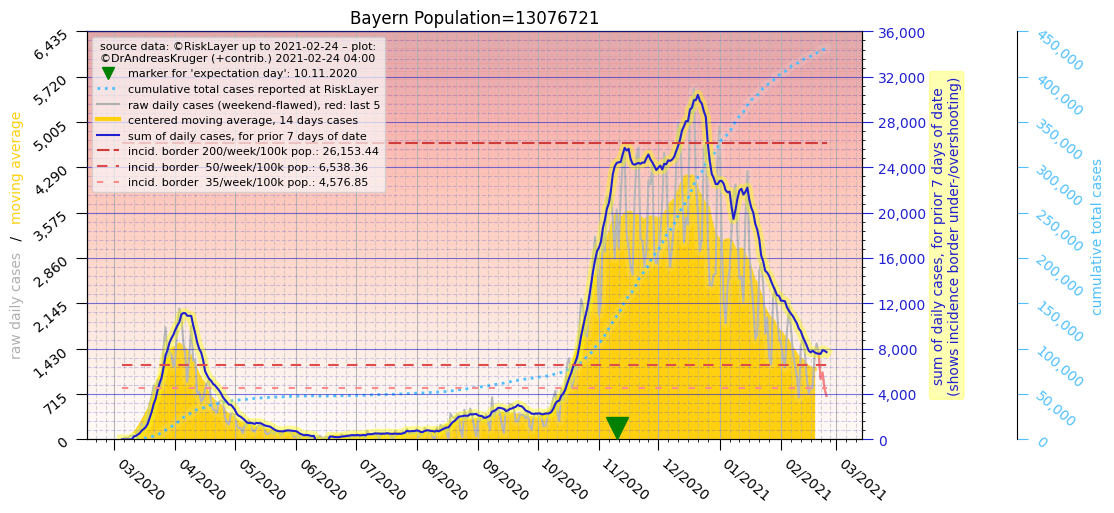 Bayern Population=13076721
source data: ©RiskLayer up to 2021-02-24 – plot:
©DrAndreasKruger (+contrib.) 2021-02-24 04:00
marker for 'expectation day': 10.11.2020
cumulative total cases reported at RiskLayer
raw daily cases (weekend-flawed), red: last 5
centered moving average, 14 days cases
sum of daily cases, for prior 7 days of date
incid. border 200/week/100k pop.: 26,153.44
incid. border  50/week/100k pop.: 6,538.36
incid. border  35/week/100k pop.: 4,576.85
raw daily cases / moving average
6,435
5,720
5,005
4,290
3,575
2,860
2,145
1,430
715
0
03/2020
04/2020
05/2020
06/2020
07/2020
08/2020
09/2020
10/2020
11/2020
12/2020
01/2021
02/2021
03/2021
36,000
32,000
28,000
24,000
20,000
16,000
12,000
8,000
4,000
0
sum of daily cases, for prior 7 days of date
(shows incidence border under-/overshooting)
450,000
400,000
350,000
300,000
250,000
200,000
150,000
100,000
50,000
0
cumulative total cases